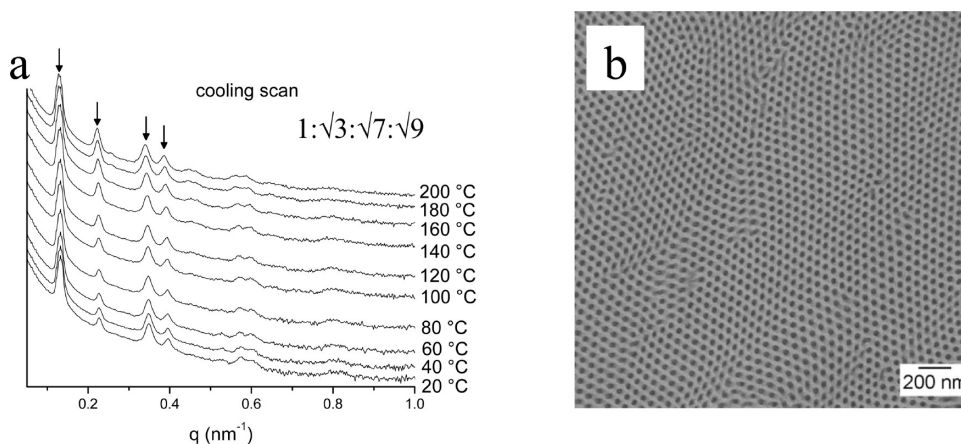 a
cooling scan
1:√3:√7:√9
200 °C
180 °C
160 °C
140 °C
120 °C
100 °C
80 °C
60 °C
40 °C
20 °C
0.2
0.4
0.6
0.8
1.0
q (nm⁻¹)
b
200 nm